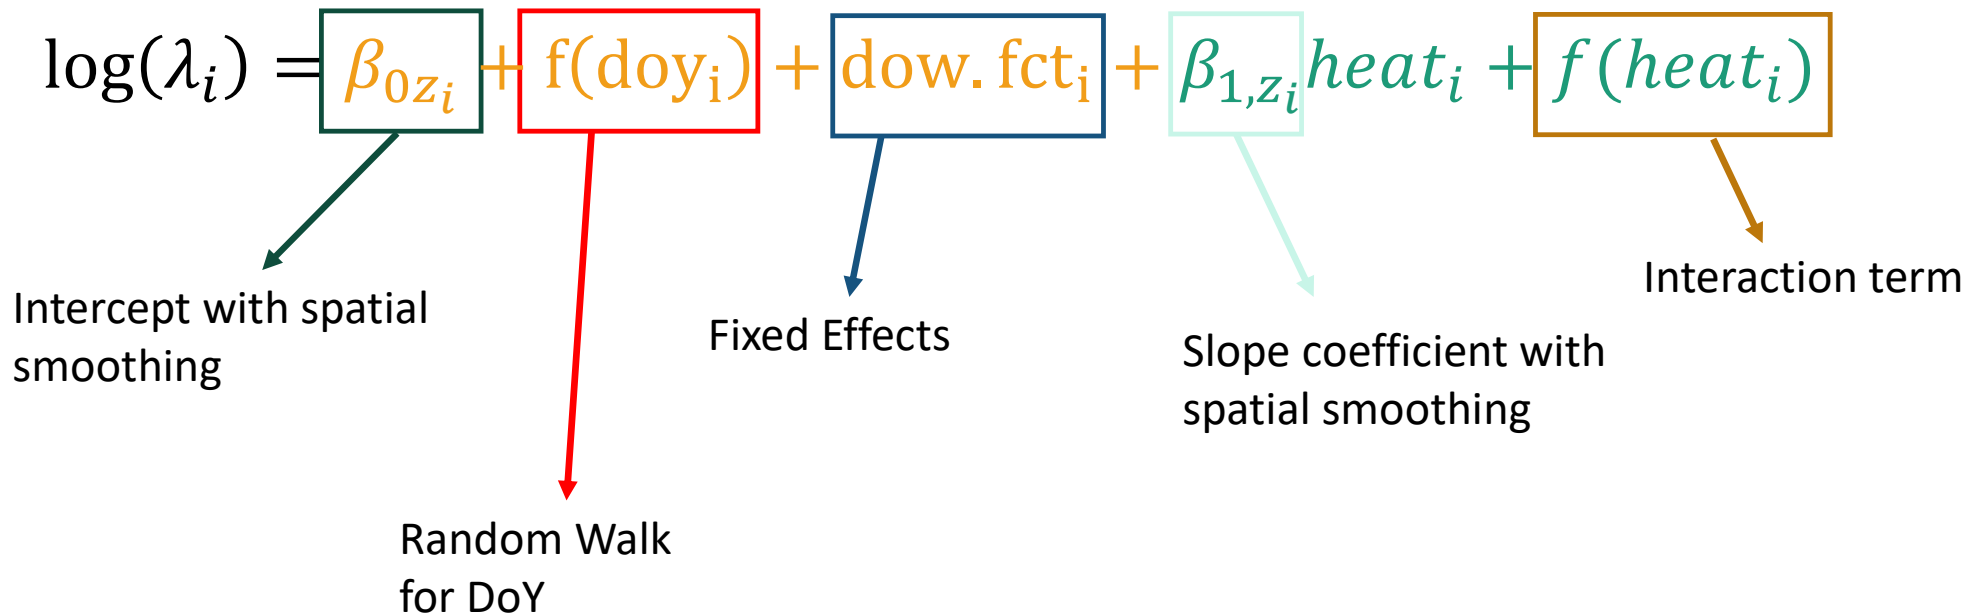 log(λᵢ) = β₀zᵢ + f(doyᵢ) + dow. fctᵢ + β₁,zᵢ heatᵢ + f(heatᵢ)
Interaction term
Intercept with spatial
smoothing
Fixed Effects
Slope coefficient with
spatial smoothing
Random Walk
for DoY